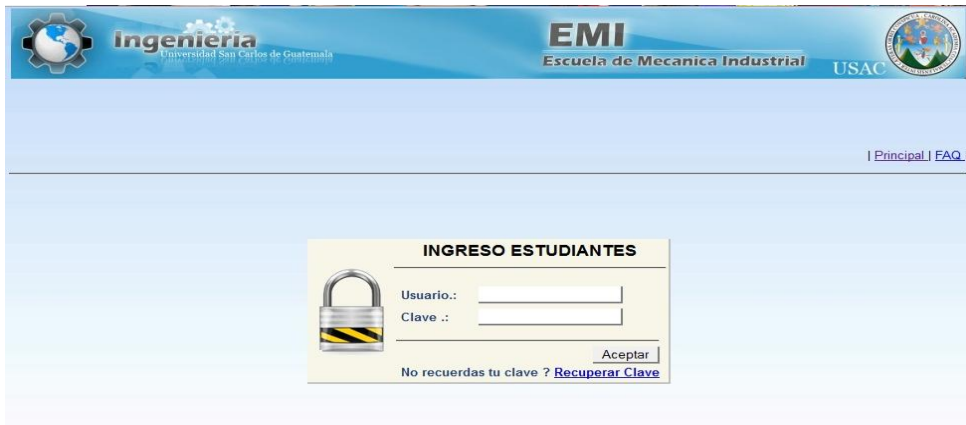 Ingenieria
Universidad San Carlos de Guatemala
EMI
Escuela de Mecanica Industrial
USAC
| Principal | FAQ
INGRESO ESTUDIANTES
Usuario.:
Clave .:
Aceptar
No recuerdas tu clave ? Recuperar Clave